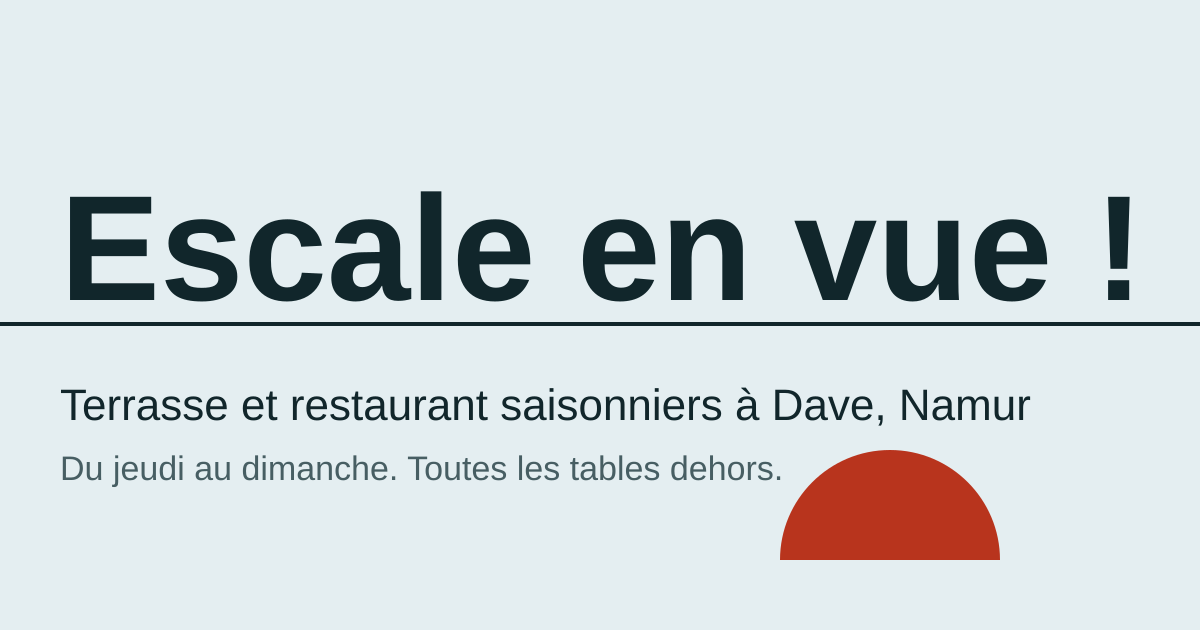 Escale en vue !
Terrasse et restaurant saisonniers à Dave, Namur
Du jeudi au dimanche. Toutes les tables dehors.